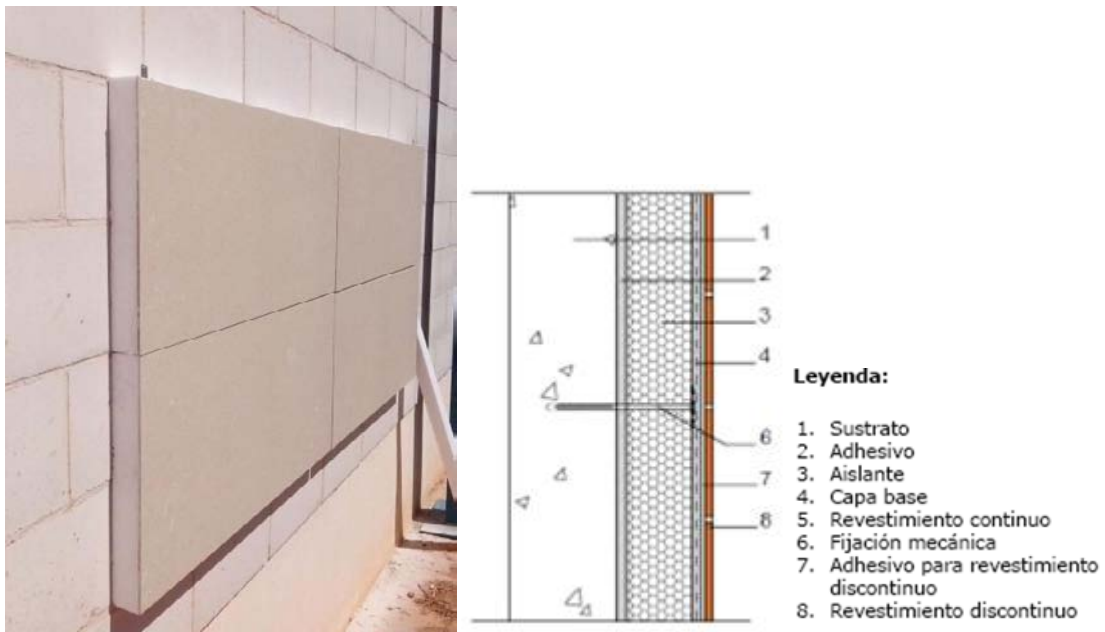 1
2
3
4
6
7
8
Leyenda:
1. Sustrato
2. Adhesivo
3. Aislante
4. Capa base
5. Revestimiento continuo
6. Fijación mecánica
7. Adhesivo para revestimiento
discontinuo
8. Revestimiento discontinuo